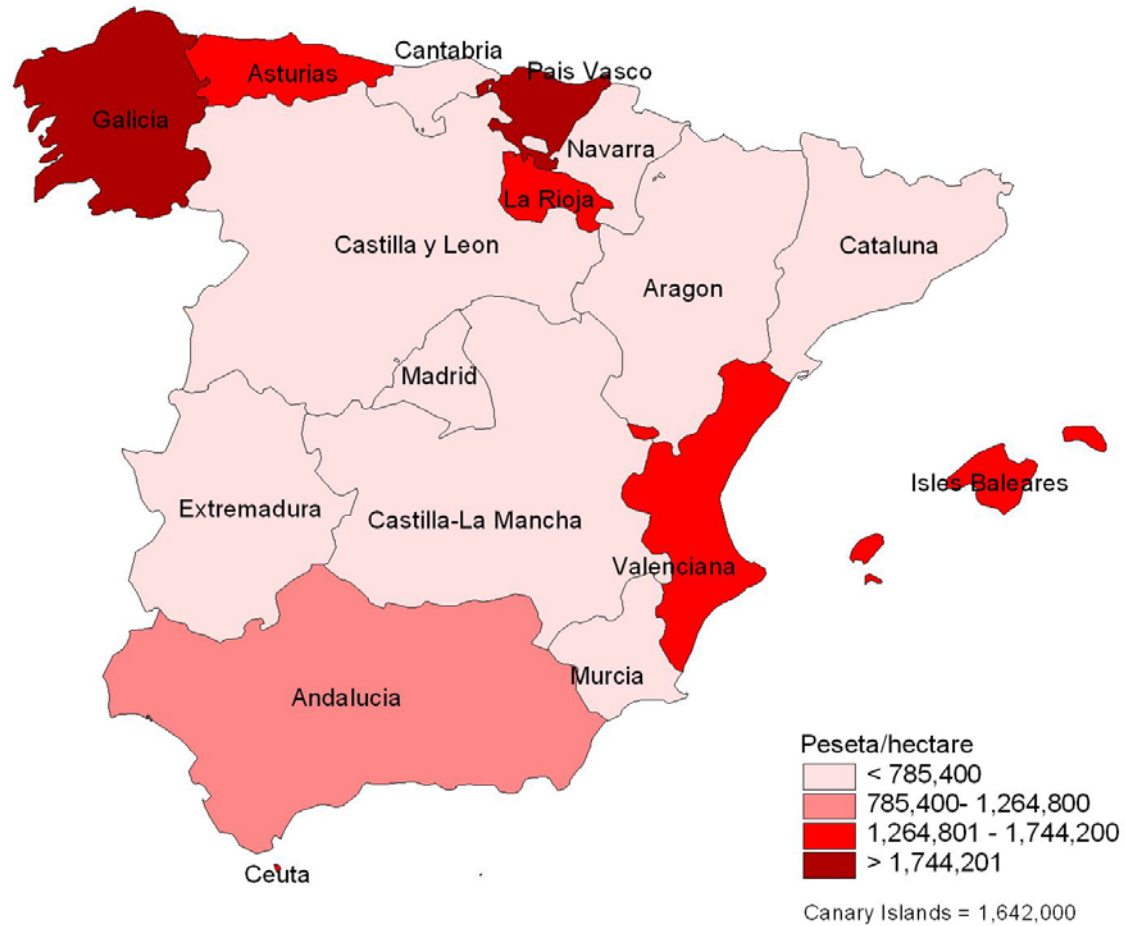 Cantabria
Pais Vasco
Asturias
Galicia
Navarra
La Rioja
Castilla y Leon
Cataluna
Aragon
Madrid
Isles Baleares
Extremadura
Castilla-La Mancha
Valenciana
Murcia
Andalucia
Ceuta
Peseta/hectare
< 785,400
785,400- 1,264,800
1,264,801 - 1,744,200
> 1,744,201
Canary Islands = 1,642,000